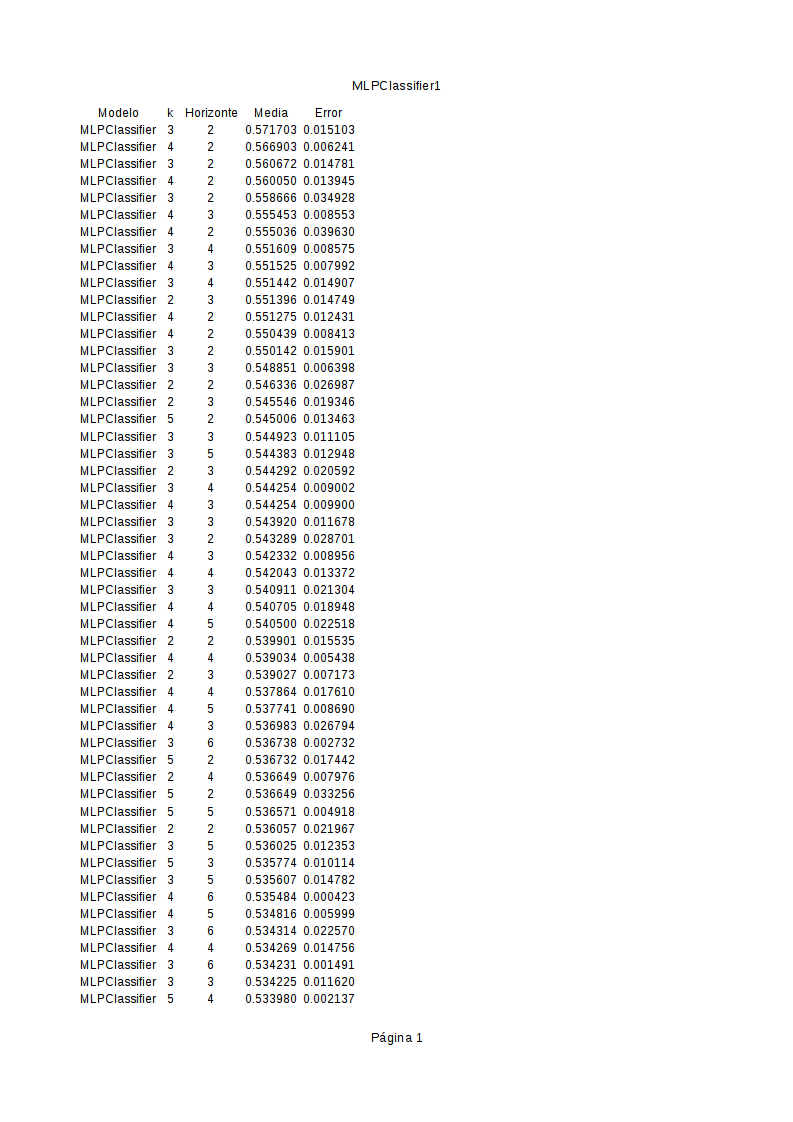 MLPClassifier1
Modelo k Horizonte Media Error
MLPClassifier 3 2 0.571703 0.015103
MLPClassifier 4 2 0.566903 0.006241
MLPClassifier 3 2 0.560672 0.014781
MLPClassifier 4 2 0.560050 0.013945
MLPClassifier 3 2 0.558666 0.034928
MLPClassifier 4 3 0.555453 0.008553
MLPClassifier 4 2 0.555036 0.039630
MLPClassifier 3 4 0.551609 0.008575
MLPClassifier 4 3 0.551525 0.007992
MLPClassifier 3 4 0.551442 0.014907
MLPClassifier 2 3 0.551396 0.014749
MLPClassifier 4 2 0.551275 0.012431
MLPClassifier 4 2 0.550439 0.008413
MLPClassifier 3 2 0.550142 0.015901
MLPClassifier 3 3 0.548851 0.006398
MLPClassifier 2 2 0.546336 0.026987
MLPClassifier 2 3 0.545546 0.019346
MLPClassifier 5 2 0.545006 0.013463
MLPClassifier 3 3 0.544923 0.011105
MLPClassifier 3 5 0.544383 0.012948
MLPClassifier 2 3 0.544292 0.020592
MLPClassifier 3 4 0.544254 0.009002
MLPClassifier 4 3 0.544254 0.009900
MLPClassifier 3 3 0.543920 0.011678
MLPClassifier 3 2 0.543289 0.028701
MLPClassifier 4 3 0.542332 0.008956
MLPClassifier 4 4 0.542043 0.013372
MLPClassifier 3 3 0.540911 0.021304
MLPClassifier 4 4 0.540705 0.018948
MLPClassifier 4 5 0.540500 0.022518
MLPClassifier 2 2 0.539901 0.015535
MLPClassifier 4 4 0.539034 0.005438
MLPClassifier 2 3 0.539027 0.007173
MLPClassifier 4 4 0.537864 0.017610
MLPClassifier 4 5 0.537741 0.008690
MLPClassifier 4 3 0.536983 0.026794
MLPClassifier 3 6 0.536738 0.002732
MLPClassifier 5 2 0.536732 0.017442
MLPClassifier 2 4 0.536649 0.007976
MLPClassifier 5 2 0.536649 0.033256
MLPClassifier 5 5 0.536571 0.004918
MLPClassifier 2 2 0.536057 0.021967
MLPClassifier 3 5 0.536025 0.012353
MLPClassifier 5 3 0.535774 0.010114
MLPClassifier 3 5 0.535607 0.014782
MLPClassifier 4 6 0.535484 0.000423
MLPClassifier 4 5 0.534816 0.005999
MLPClassifier 3 6 0.534314 0.022570
MLPClassifier 4 4 0.534269 0.014756
MLPClassifier 3 6 0.534231 0.001491
MLPClassifier 3 3 0.534225 0.011620
MLPClassifier 5 4 0.533980 0.002137
Página 1